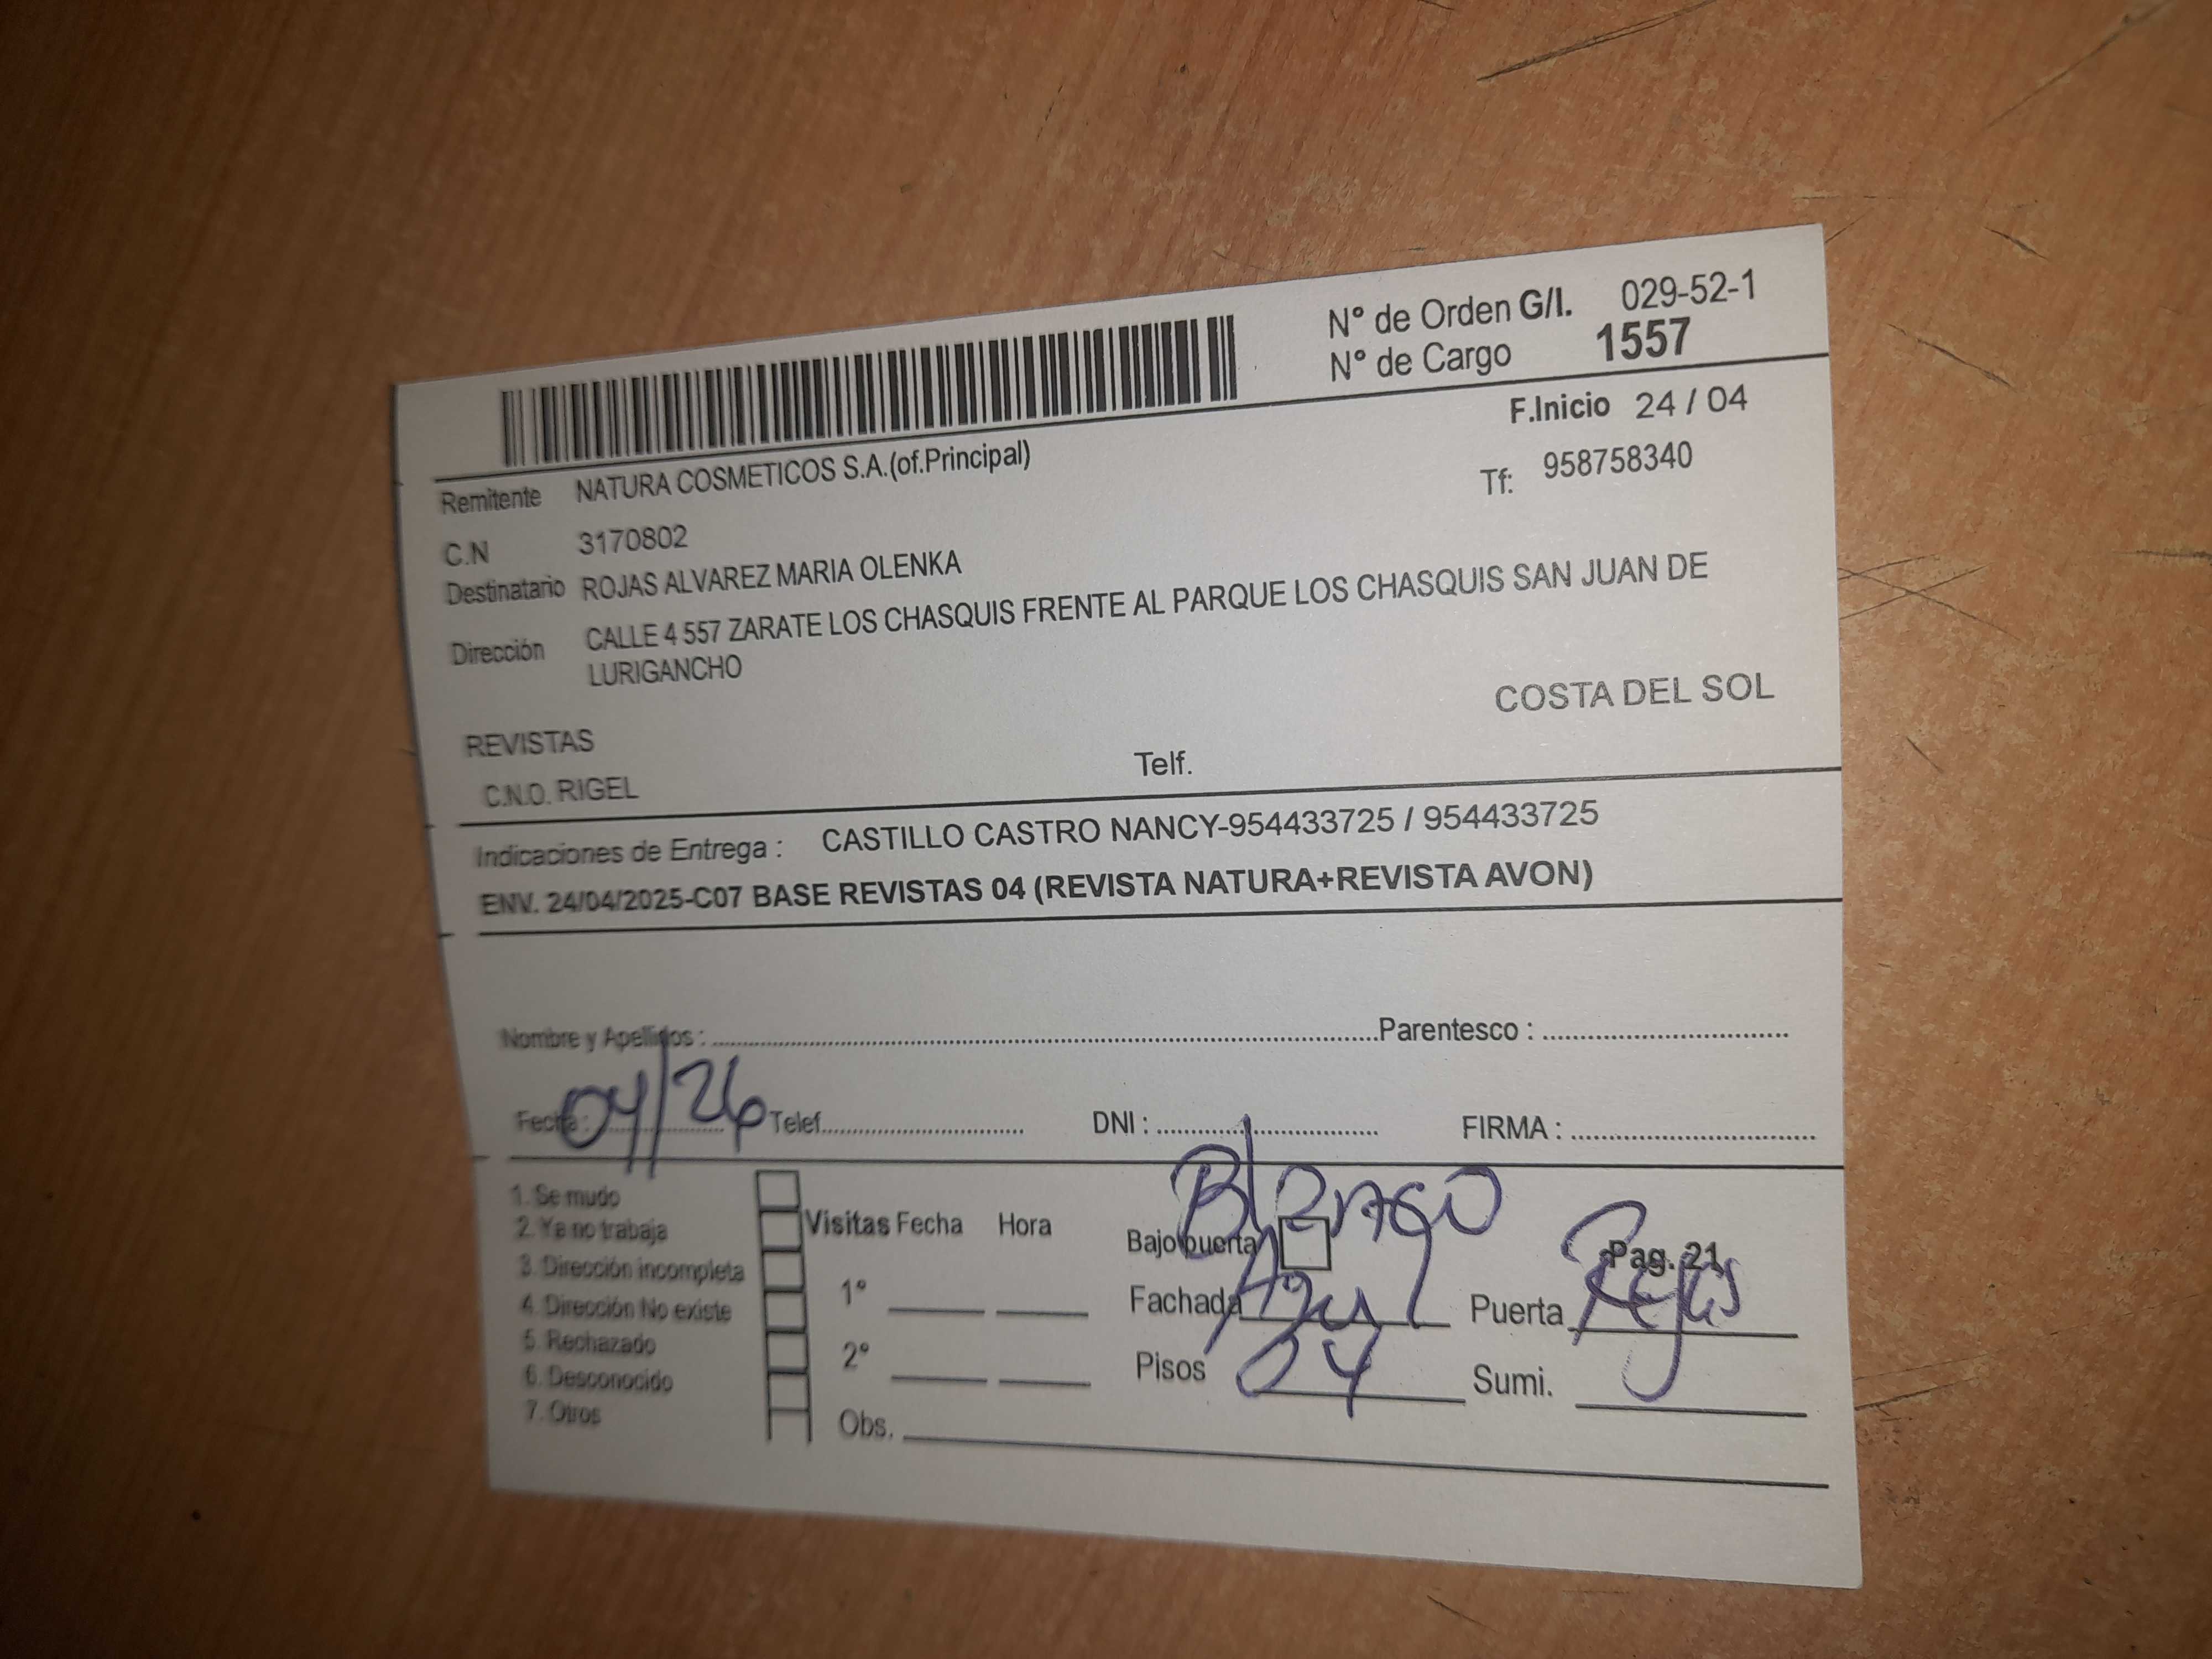 N° de Orden G/I. 029-52-1
N° de Cargo 1557
F.Inicio 24 / 04
Remitente NATURA COSMETICOS S.A.(of.Principal)
Tf: 958758340
C.N 3170802
Destinatario ROJAS ALVAREZ MARIA OLENKA
Dirección CALLE 4 557 ZARATE LOS CHASQUIS FRENTE AL PARQUE LOS CHASQUIS SAN JUAN DE
LURIGANCHO
COSTA DEL SOL
REVISTAS
C.N.O. RIGEL Telf.
Indicaciones de Entrega : CASTILLO CASTRO NANCY-954433725 / 954433725
ENV. 24/04/2025-C07 BASE REVISTAS 04 (REVISTA NATURA+REVISTA AVON)
Nombre y Apellidos : Parentesco :
Fecha : 04/26 Telef. DNI : FIRMA :
1. Se mudo
2. Ya no trabaja
3. Dirección incompleta
4. Dirección No existe
5. Rechazado
6. Desconocido
7. Otros
Visitas Fecha Hora
1°
2°
Obs.
Bajo puerta
Fachada Azul
Pisos 04
Pag. 21
Puerta Rejas
Sumi.